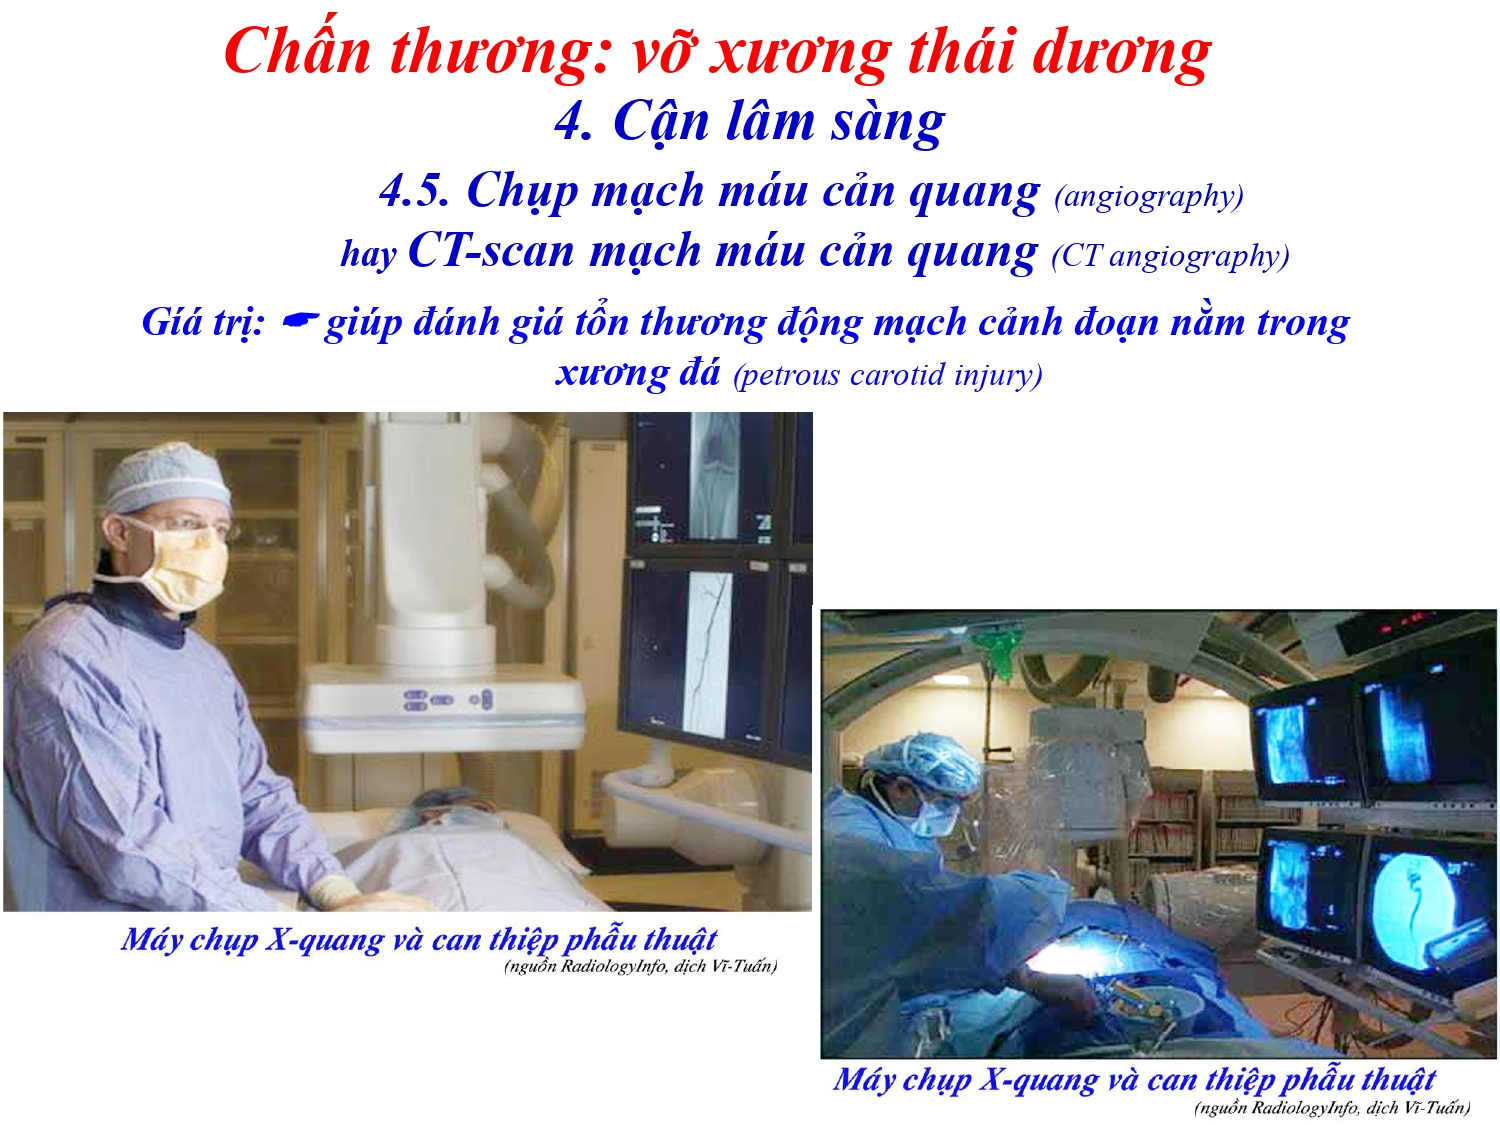 Chấn thương: vỡ xương thái dương
4. Cận lâm sàng
4.5. Chụp mạch máu cản quang (angiography)
hay CT-scan mạch máu cản quang (CT angiography)
Gíá trị: ☛ giúp đánh giá tổn thương động mạch cảnh đoạn nằm trong
xương đá (petrous carotid injury)
Máy chụp X-quang và can thiệp phẫu thuật
(nguồn RadiologyInfo, dịch Vĩ-Tuấn)
Máy chụp X-quang và can thiệp phẫu thuật
(nguồn RadiologyInfo, dịch Vĩ-Tuấn)